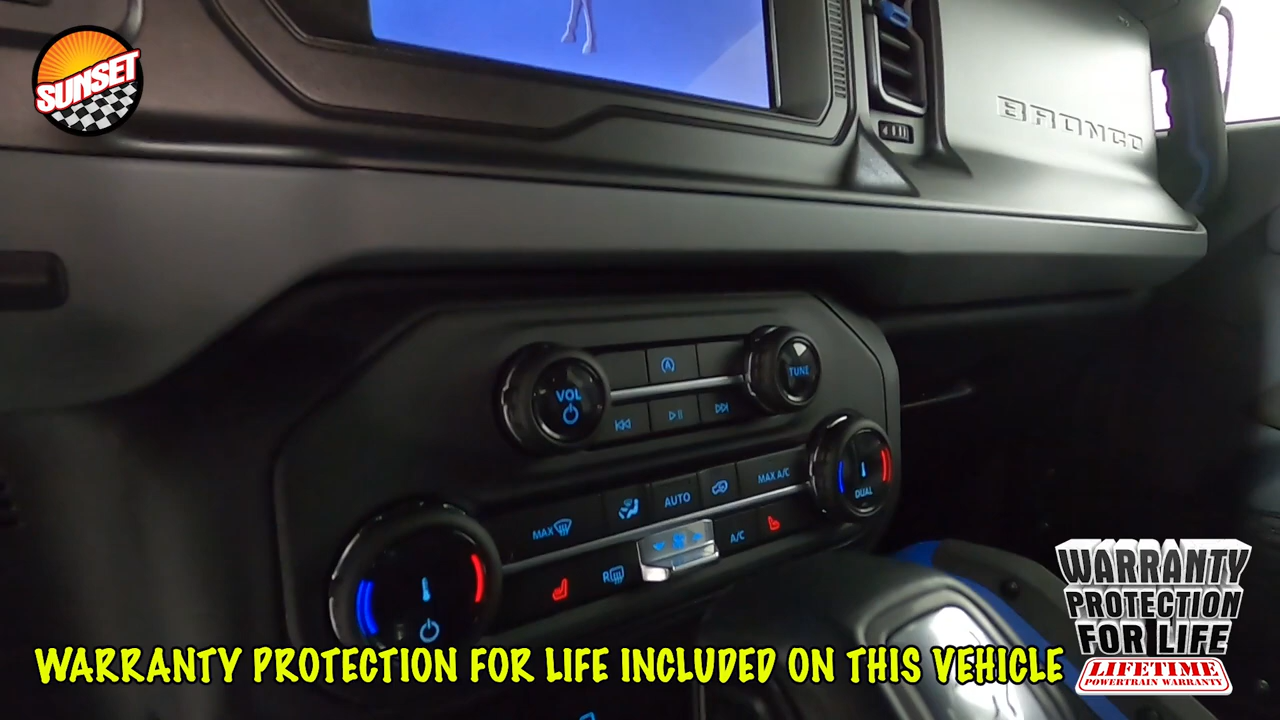 SUNSET
BRONCO
VOL
TUNE
MAX A/C
AUTO
DUAL
MAX
A/C
R
WARRANTY
PROTECTION
FOR LIFE
LIFETIME
POWERTRAIN WARRANTY
WARRANTY PROTECTION FOR LIFE INCLUDED ON THIS VEHICLE